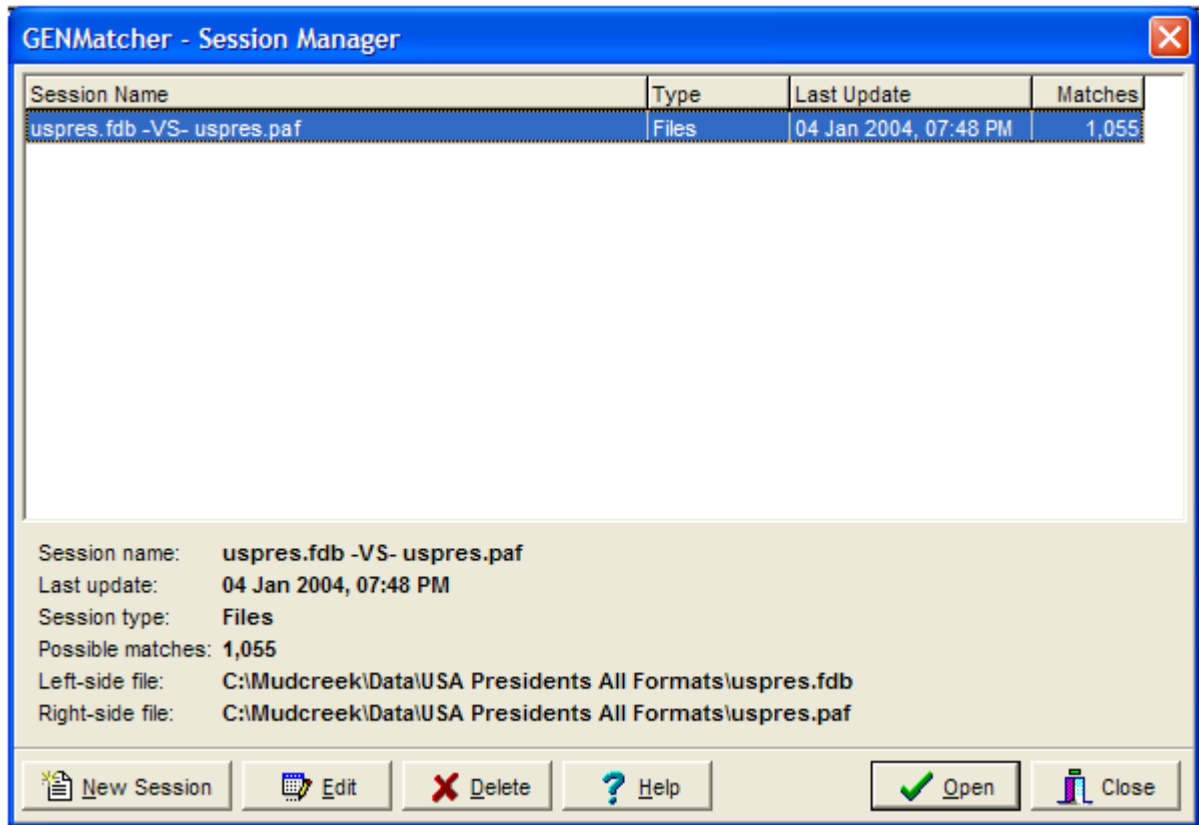 GENMatcher - Session Manager
Session Name Type Last Update Matches
uspres.fdb -VS- uspres.paf Files 04 Jan 2004, 07:48 PM 1,055
Session name: uspres.fdb -VS- uspres.paf
Last update: 04 Jan 2004, 07:48 PM
Session type: Files
Possible matches: 1,055
Left-side file: C:\Mudcreek\Data\USA Presidents All Formats\uspres.fdb
Right-side file: C:\Mudcreek\Data\USA Presidents All Formats\uspres.paf
New Session Edit Delete Help Open Close